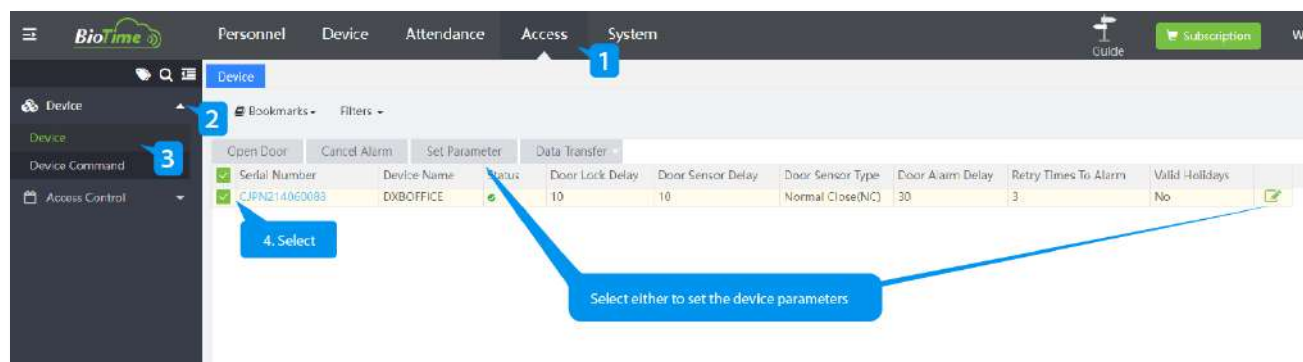 BioTime
Personnel Device Attendance Access System
Guide
Subscription
W
1
Device
Device
2
Bookmarks
Filters
Device
3
Device Command
Access Control
Open Door Cancel Alarm Set Parameter Data Transfer
Serial Number Device Name Status Door Lock Delay Door Sensor Delay Door Sensor Type Door Alarm Delay Retry Times To Alarm Valid Holidays
CJPN214060083 DXBOFFICE 10 10 Normal Close(NC) 30 3 No
4. Select
Select either to set the device parameters